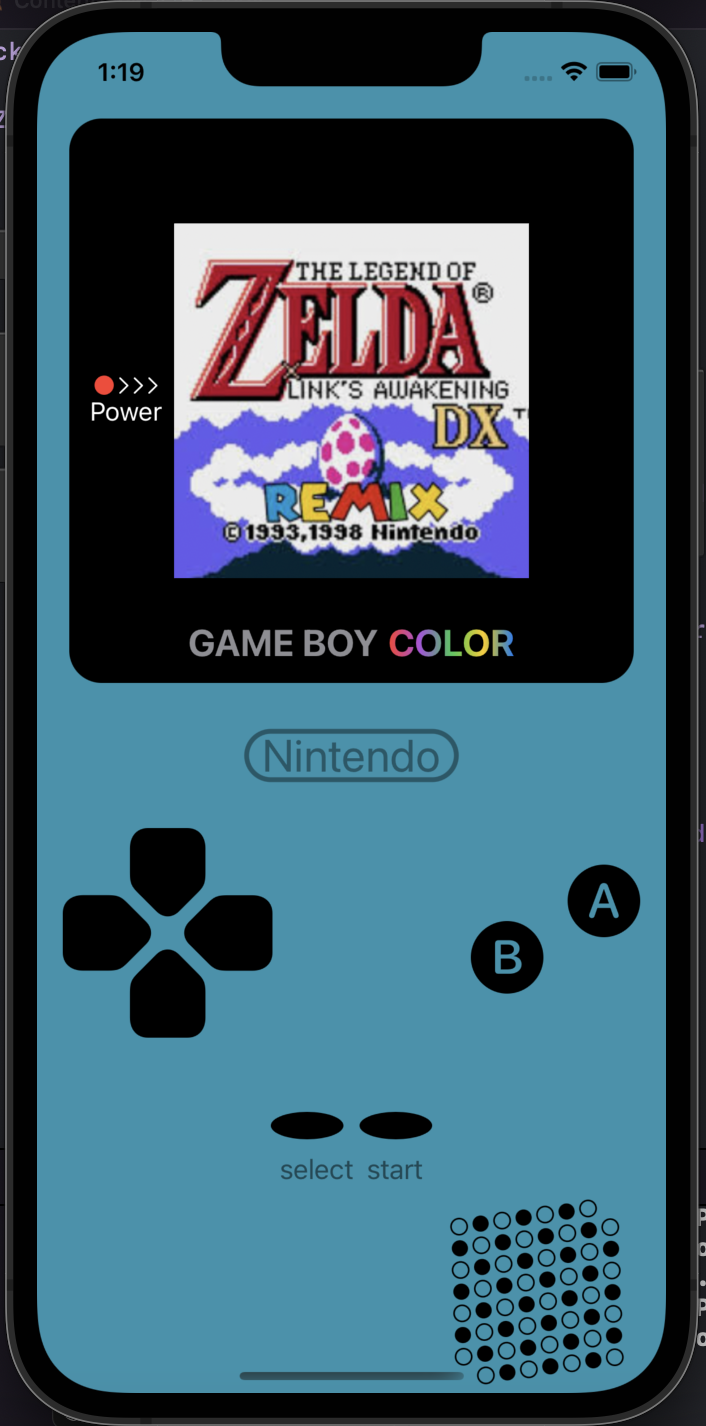 1:19
THE LEGEND OF
ZELDA®
LINK'S AWAKENING
DX
REMIX
©1993,1998 Nintendo
Power
GAME BOY COLOR
Nintendo
A
B
select start